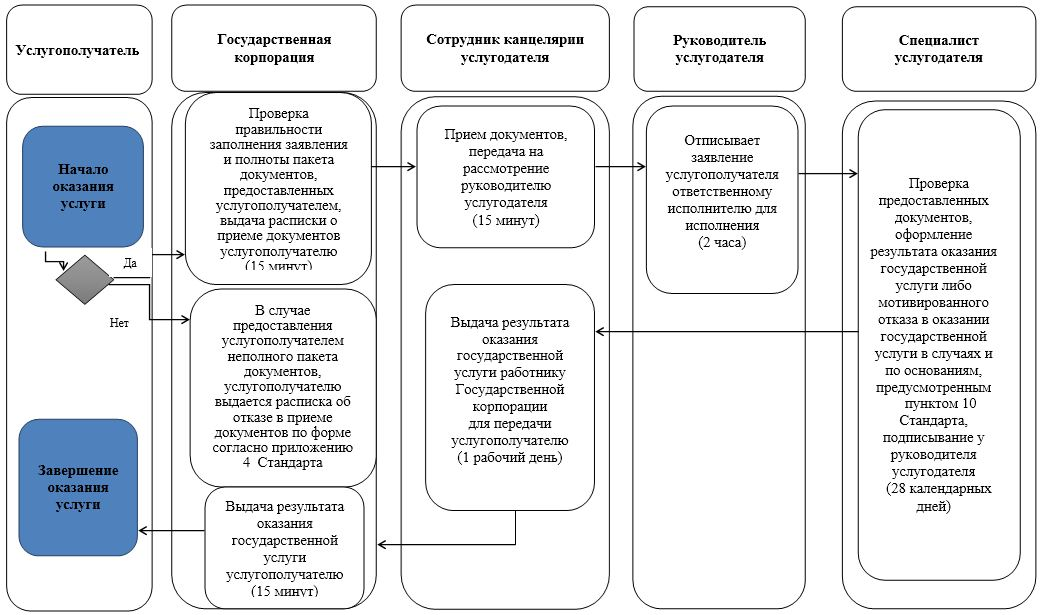 Услугополучатель
Государственная
корпорация
Сотрудник канцелярии
услугодателя
Руководитель
услугодателя
Специалист
услугодателя
Начало
оказания
услуги
Да
Нет
Завершение
оказания
услуги
Проверка
правильности
заполнения заявления
и полноты пакета
документов,
предоставленных
услугополучателем,
выдача расписки о
приеме документов
услугополучателю
(15 минут)
В случае
предоставления
услугополучателем
неполного пакета
документов,
услугополучателю
выдается расписка об
отказе в приеме
документов по форме
согласно приложению
4 Стандарта
Выдача результата
оказания
государственной
услуги
услугополучателю
(15 минут)
Прием документов,
передача на
рассмотрение
руководителю
услугодателя
(15 минут)
Выдача результата
оказания
государственной
услуги работнику
Государственной
корпорации
для передачи
услугополучателю
(1 рабочий день)
Отписывает
заявление
услугополучателя
ответственному
исполнителю для
исполнения
(2 часа)
Проверка
предоставленных
документов,
оформление
результата оказания
государственной
услуги либо
мотивированного
отказа в оказании
государственной
услуги в случаях и
по основаниям,
предусмотренным
пунктом 10
Стандарта,
подписывание у
руководителя
услугодателя
(28 календарных
дней)